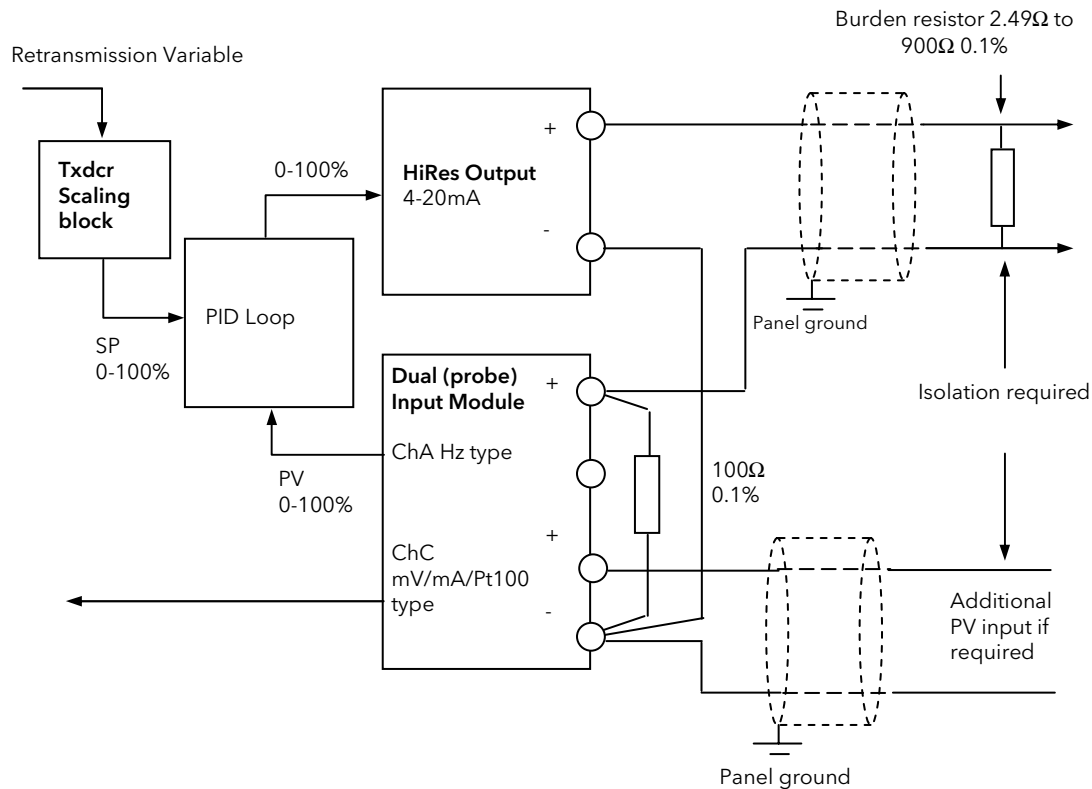 Burden resistor 2.49Ω to
900Ω 0.1%
Retransmission Variable
Txdcr
Scaling
block
0-100%
HiRes Output
4-20mA
+
-
PID Loop
SP
0-100%
Panel ground
Dual (probe)
Input Module
+
Isolation required
ChA Hz type
PV
0-100%
100Ω
0.1%
+
ChC
mV/mA/Pt100
type
-
Additional
PV input if
required
Panel ground